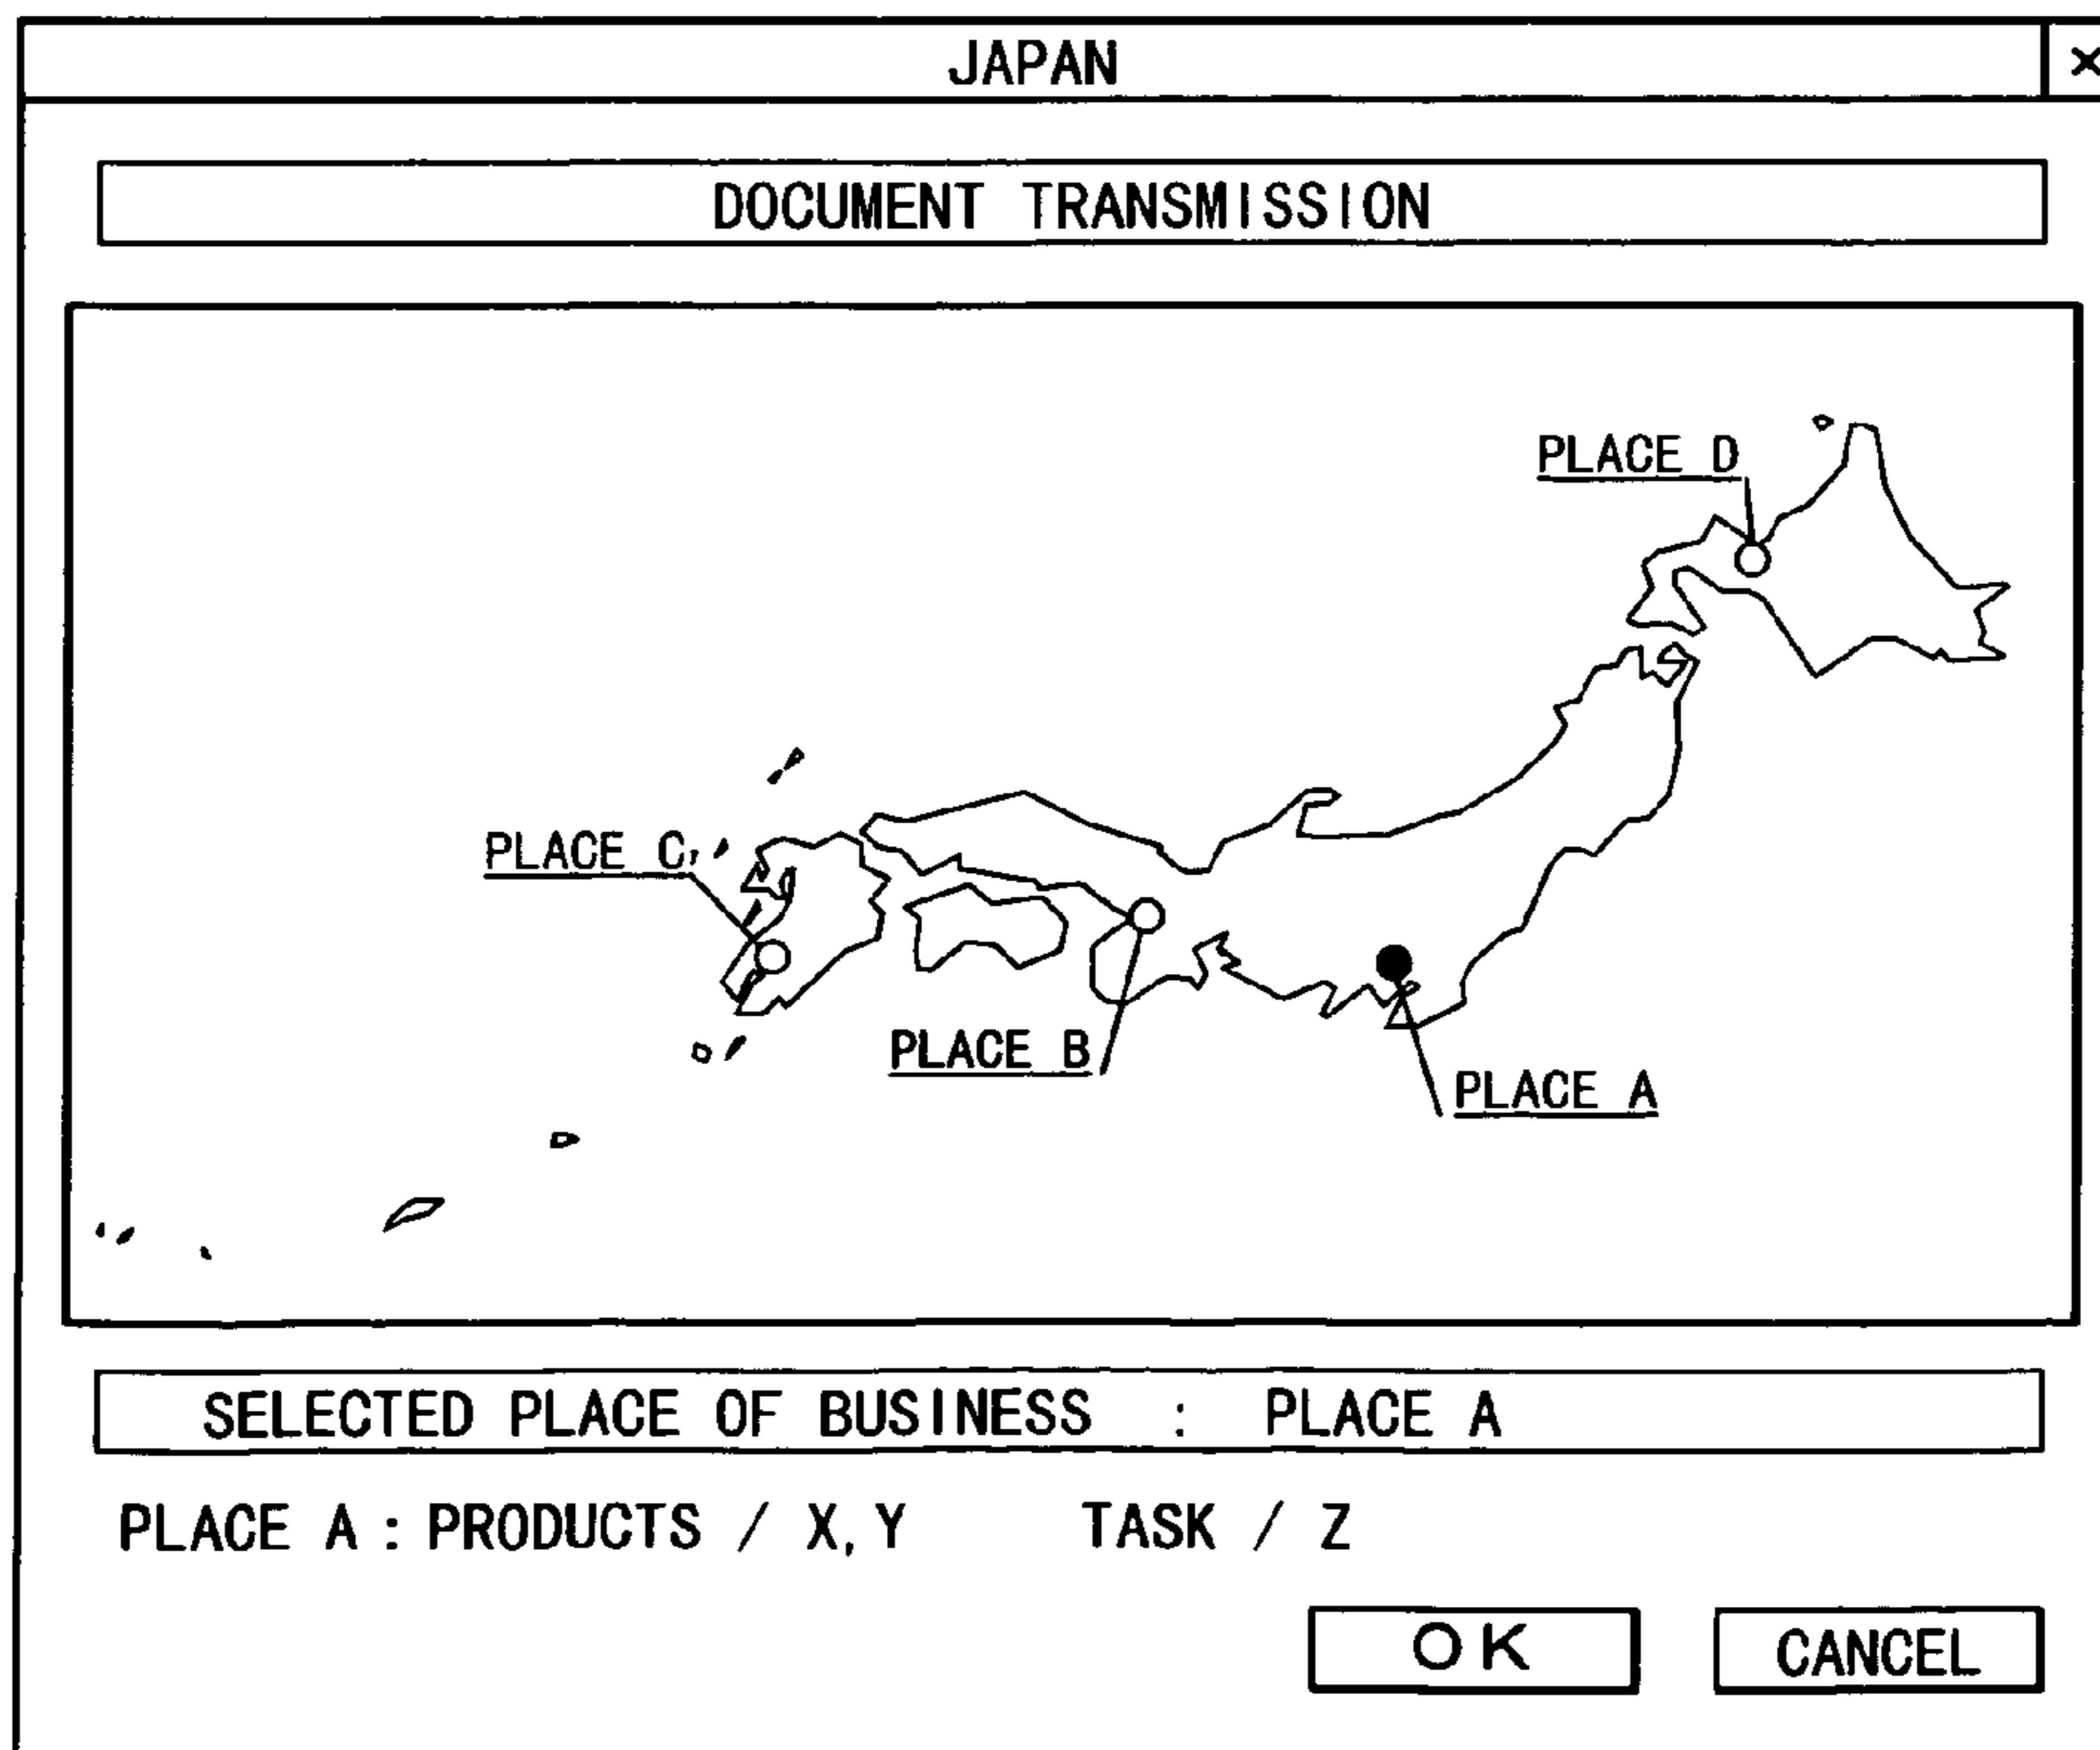 JAPAN ×
DOCUMENT TRANSMISSION
PLACE D
PLACE C
PLACE B
PLACE A
SELECTED PLACE OF BUSINESS : PLACE A
PLACE A : PRODUCTS / X, Y TASK / Z
OK CANCEL